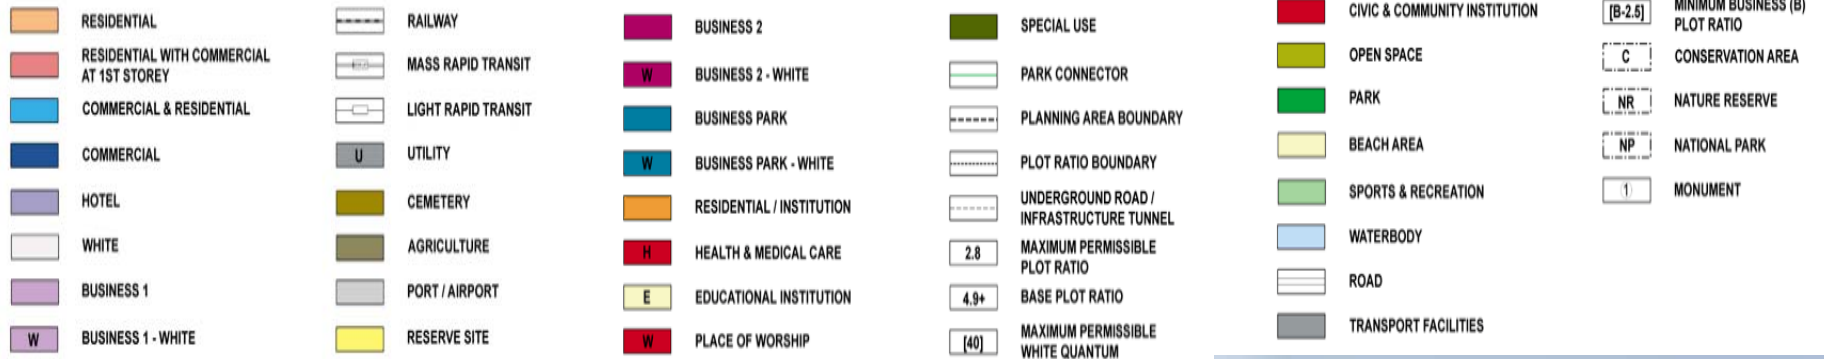 RESIDENTIAL
RESIDENTIAL WITH COMMERCIAL
AT 1ST STOREY
COMMERCIAL & RESIDENTIAL
COMMERCIAL
HOTEL
WHITE
BUSINESS 1
W BUSINESS 1 - WHITE
RAILWAY
MASS RAPID TRANSIT
LIGHT RAPID TRANSIT
U UTILITY
CEMETERY
AGRICULTURE
PORT / AIRPORT
RESERVE SITE
BUSINESS 2
W BUSINESS 2 - WHITE
BUSINESS PARK
W BUSINESS PARK - WHITE
RESIDENTIAL / INSTITUTION
H HEALTH & MEDICAL CARE
E EDUCATIONAL INSTITUTION
W PLACE OF WORSHIP
SPECIAL USE
PARK CONNECTOR
PLANNING AREA BOUNDARY
PLOT RATIO BOUNDARY
UNDERGROUND ROAD /
INFRASTRUCTURE TUNNEL
2.8 MAXIMUM PERMISSIBLE
PLOT RATIO
4.9+ BASE PLOT RATIO
[40] MAXIMUM PERMISSIBLE
WHITE QUANTUM
CIVIC & COMMUNITY INSTITUTION
OPEN SPACE
PARK
BEACH AREA
SPORTS & RECREATION
WATERBODY
ROAD
TRANSPORT FACILITIES
[B-2.5] MINIMUM BUSINESS (B)
PLOT RATIO
C CONSERVATION AREA
NR NATURE RESERVE
NP NATIONAL PARK
1 MONUMENT